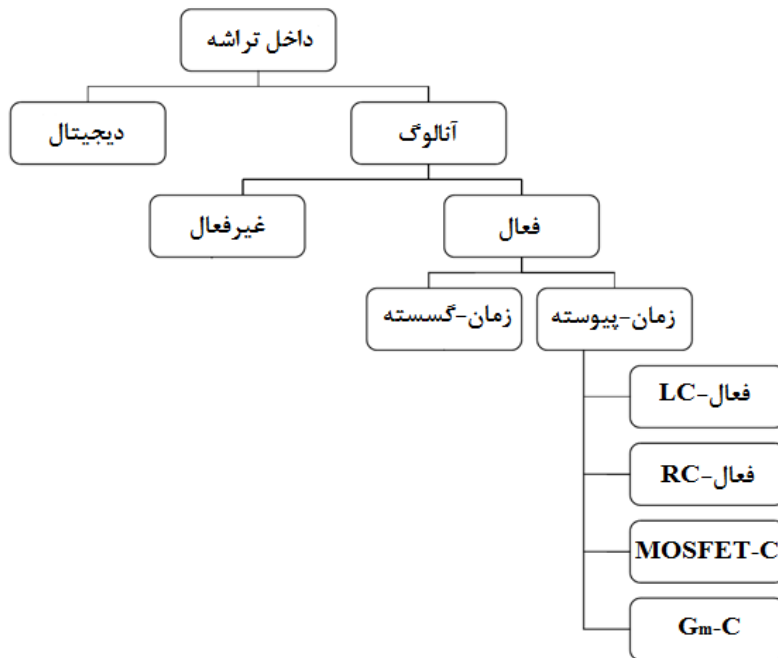 داخل تراشه
آنالوگ
دیجیتال
فعال
غیرفعال
زمان-پیوسته
زمان-گسسته
فعال-LC
فعال-RC
MOSFET-C
Gm-C